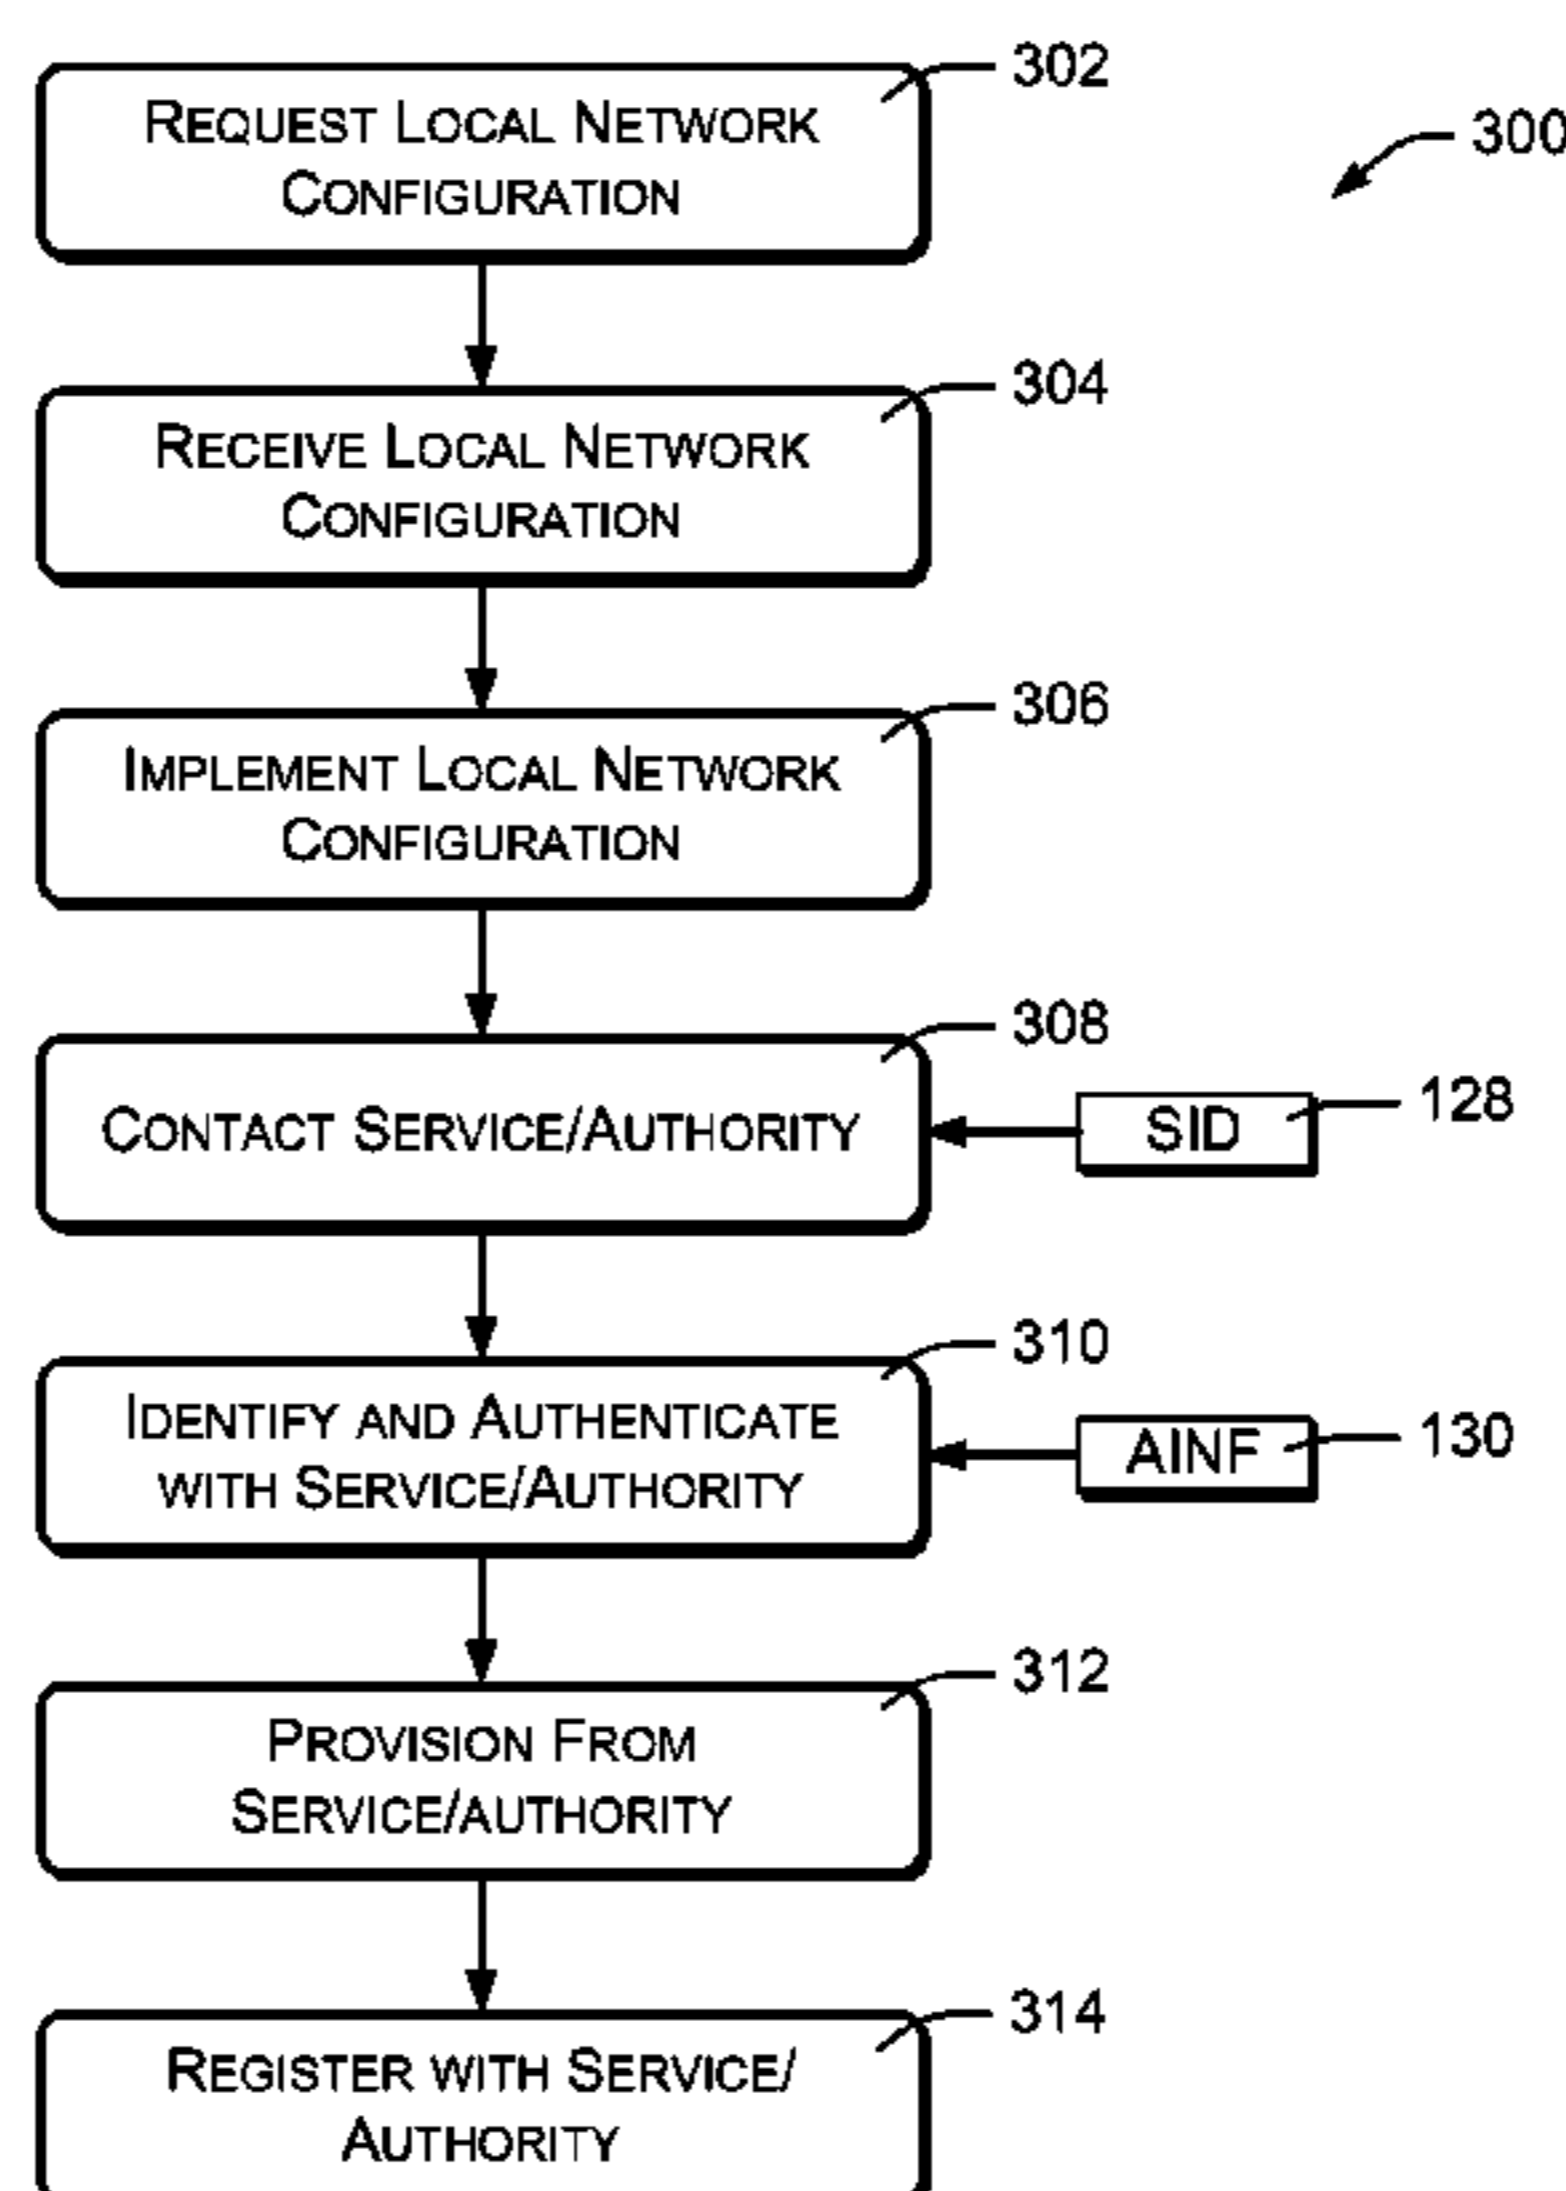 302
300
REQUEST LOCAL NETWORK
CONFIGURATION
304
RECEIVE LOCAL NETWORK
CONFIGURATION
306
IMPLEMENT LOCAL NETWORK
CONFIGURATION
308
CONTACT SERVICE/AUTHORITY
SID
128
310
IDENTIFY AND AUTHENTICATE
WITH SERVICE/AUTHORITY
AINF
130
312
PROVISION FROM
SERVICE/AUTHORITY
314
REGISTER WITH SERVICE/
AUTHORITY